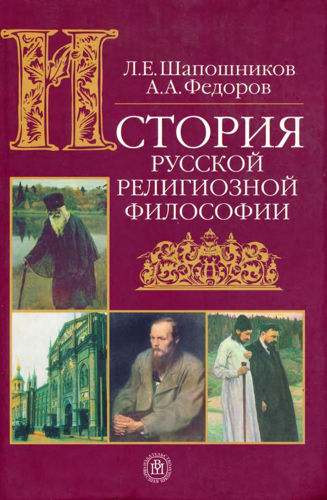 Л.Е. Шапошников
А.А. Федоров
ИСТОРИЯ
РУССКОЙ
РЕЛИГИОЗНОЙ
ФИЛОСОФИИ